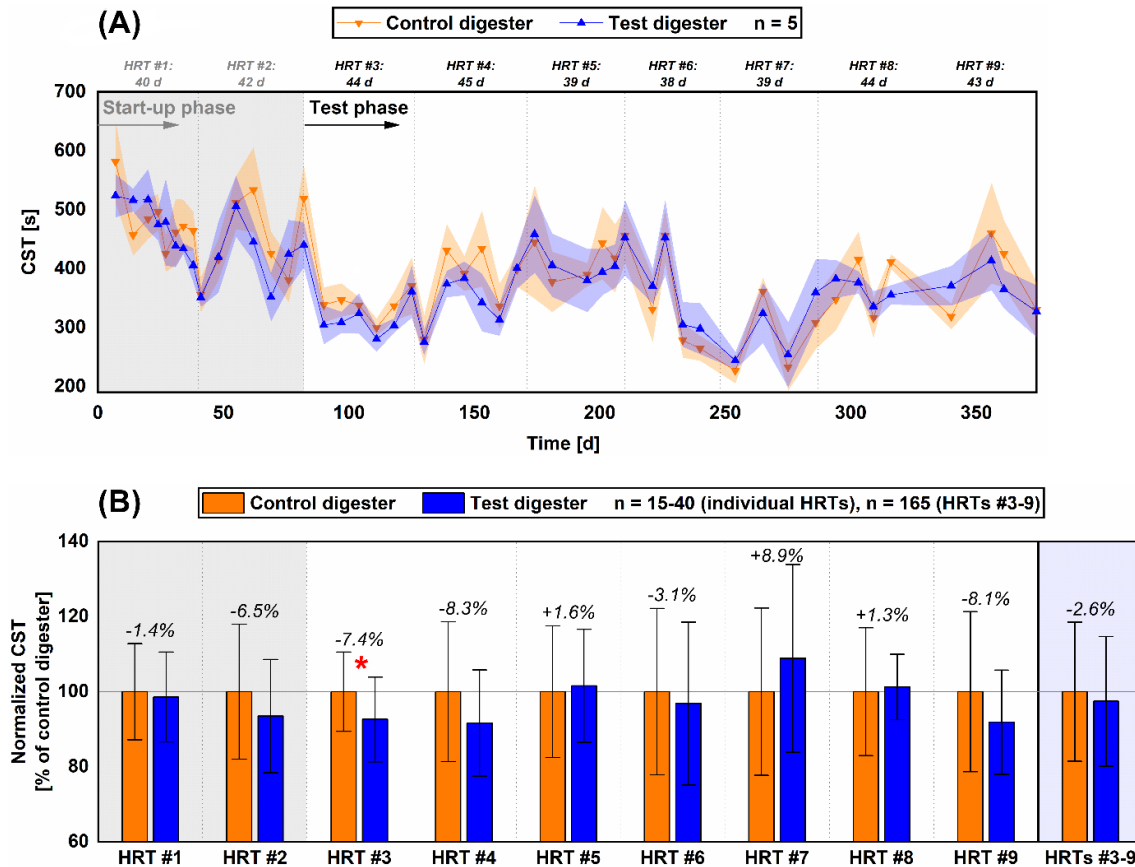 (A)
Control digester Test digester n = 5
HRT #1: HRT #2: HRT #3: HRT #4: HRT #5: HRT #6: HRT #7: HRT #8: HRT #9:
40 d 42 d 44 d 45 d 39 d 38 d 39 d 44 d 43 d
700
Start-up phase Test phase
600
500
400
300
200
CST [s]
0 50 100 150 200 250 300 350
Time [d]
(B)
Control digester Test digester n = 15-40 (individual HRTs), n = 165 (HRTs #3-9)
140
120
100
80
60
Normalized CST
[% of control digester]
-1.4% -6.5% -7.4% -8.3% +1.6% -3.1% +8.9% +1.3% -8.1% -2.6%
*
HRT #1 HRT #2 HRT #3 HRT #4 HRT #5 HRT #6 HRT #7 HRT #8 HRT #9 HRTs #3-9